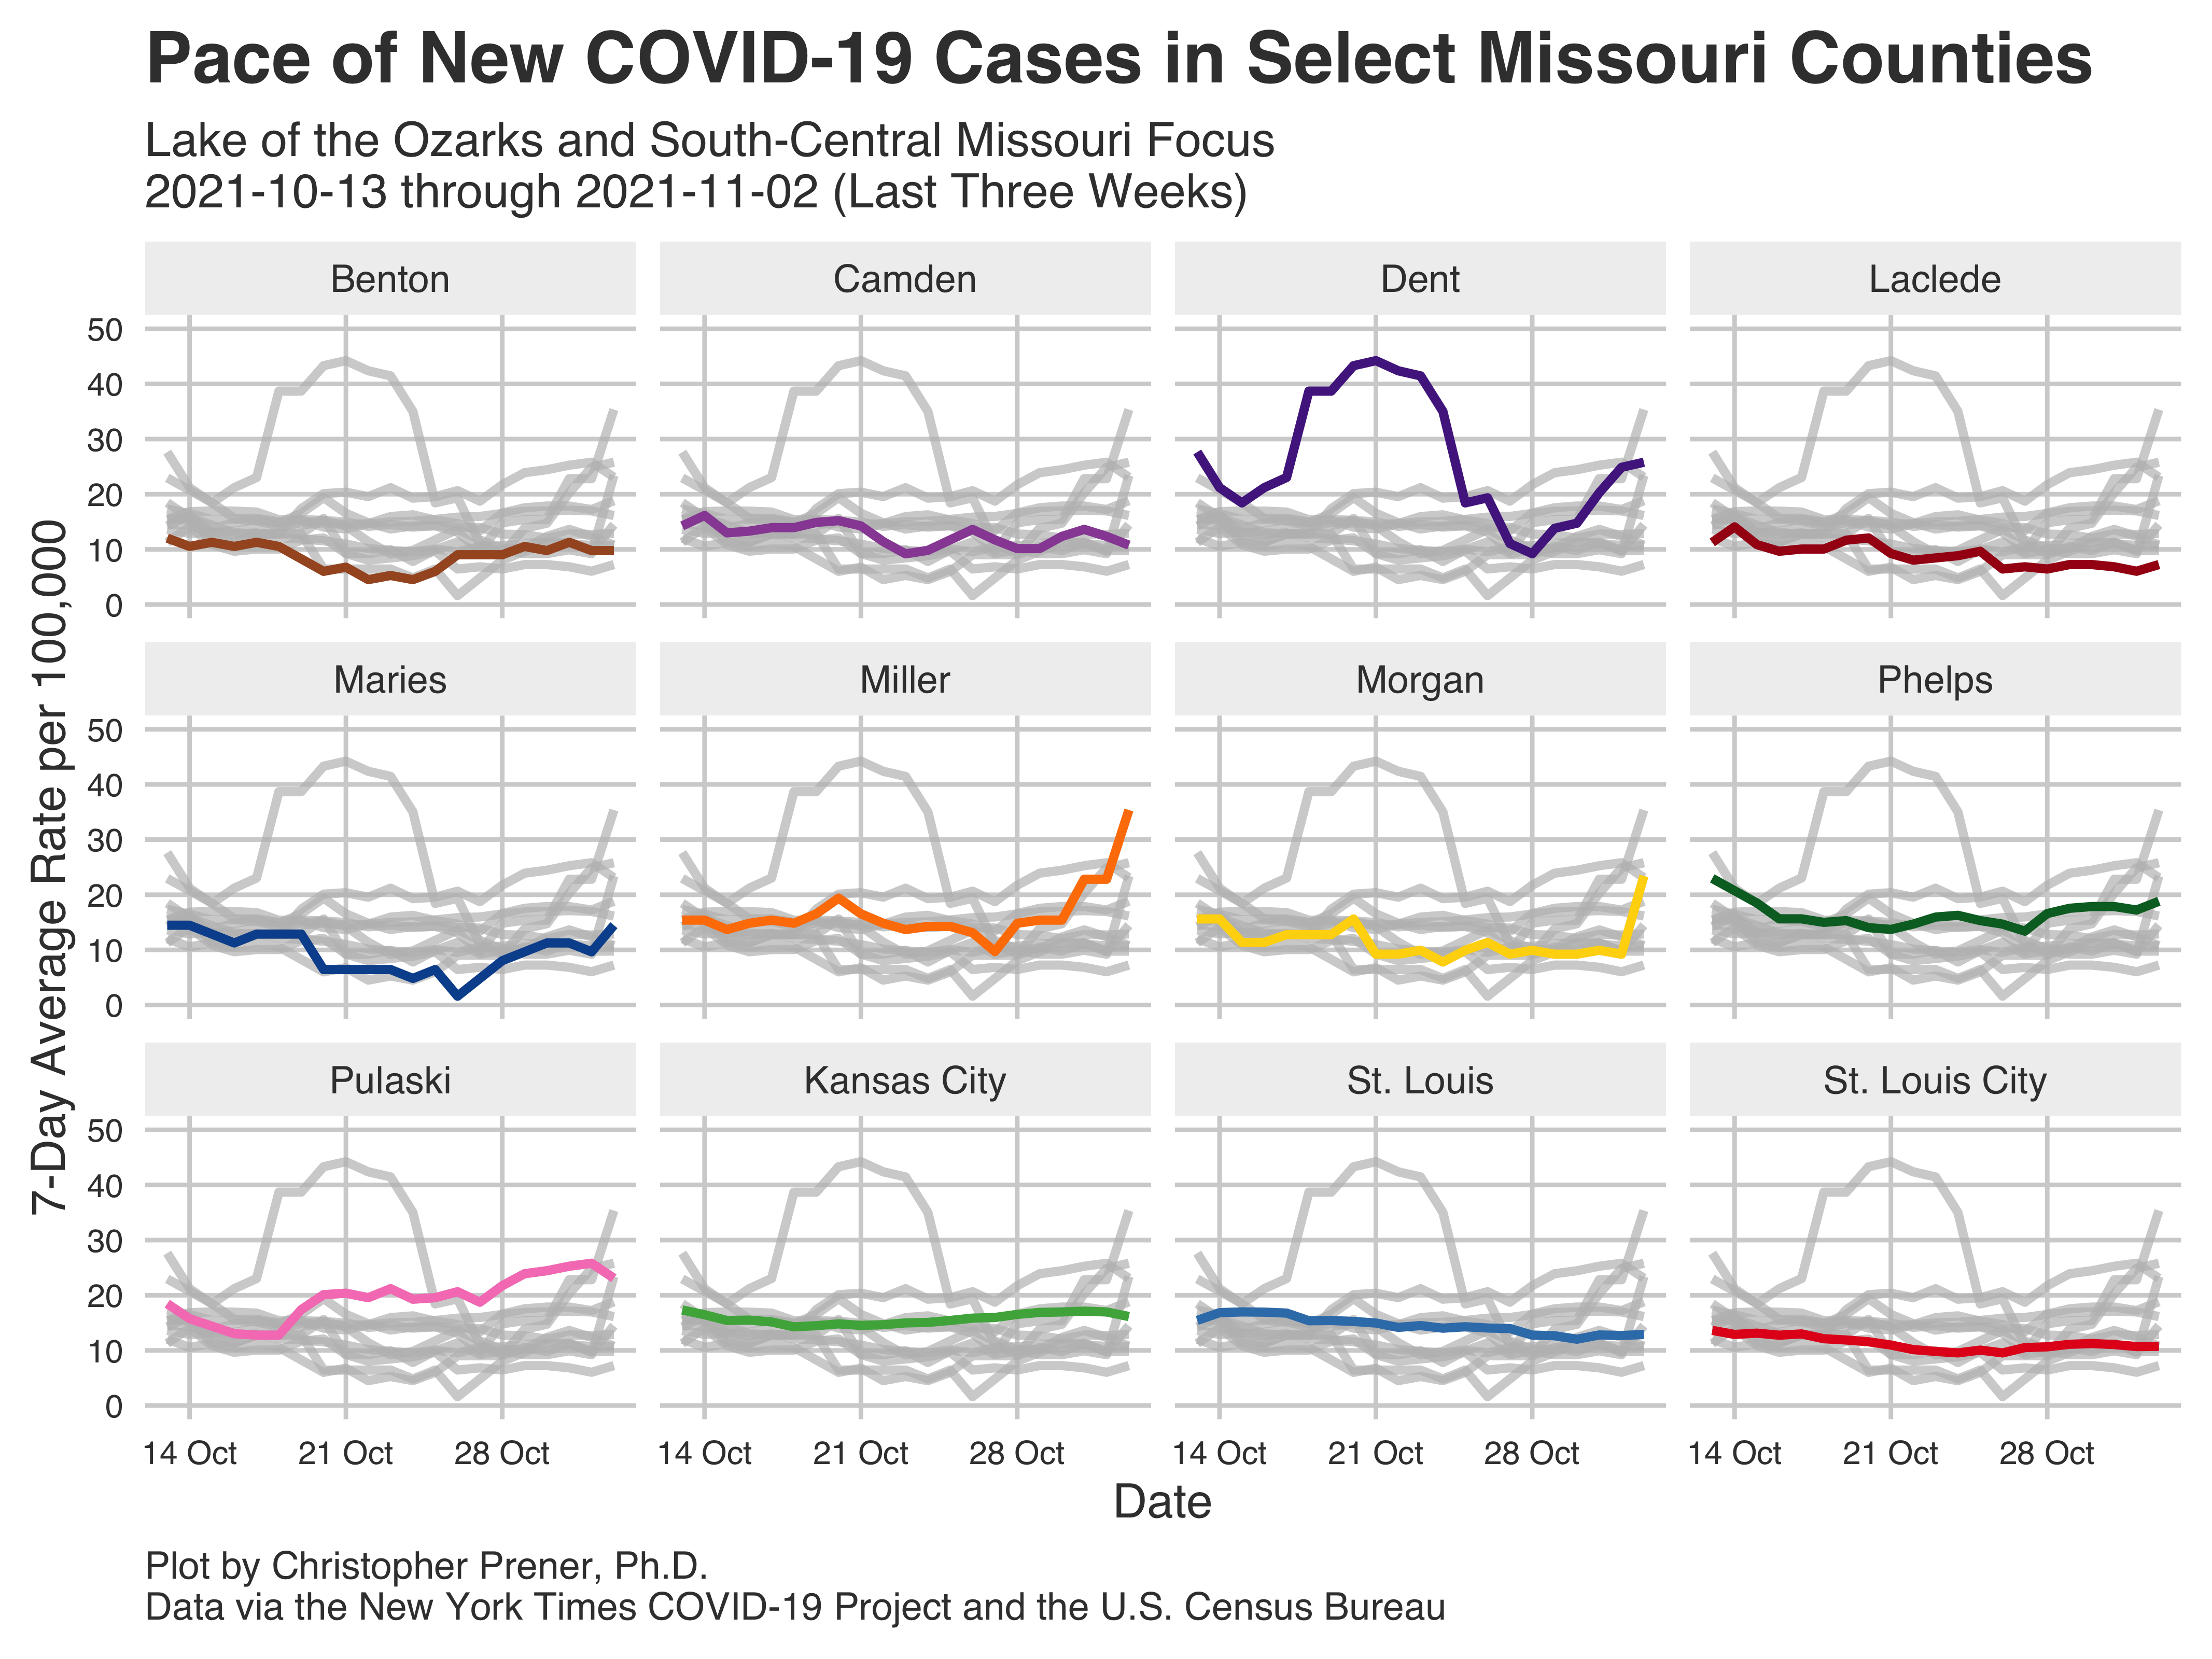 Pace of New COVID-19 Cases in Select Missouri Counties
Lake of the Ozarks and South-Central Missouri Focus
2021-10-13 through 2021-11-02 (Last Three Weeks)
7-Day Average Rate per 100,000
Benton
Camden
Dent
Laclede
50
40
30
20
10
0
Maries
Miller
Morgan
Phelps
50
40
30
20
10
0
Pulaski
Kansas City
St. Louis
St. Louis City
50
40
30
20
10
0
14 Oct
21 Oct
28 Oct
14 Oct
21 Oct
28 Oct
14 Oct
21 Oct
28 Oct
14 Oct
21 Oct
28 Oct
Date
Plot by Christopher Prener, Ph.D.
Data via the New York Times COVID-19 Project and the U.S. Census Bureau